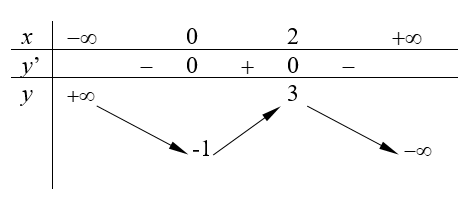 x −∞ 0 2 +∞
y’ − 0 + 0 −
y +∞ 3
-1 −∞